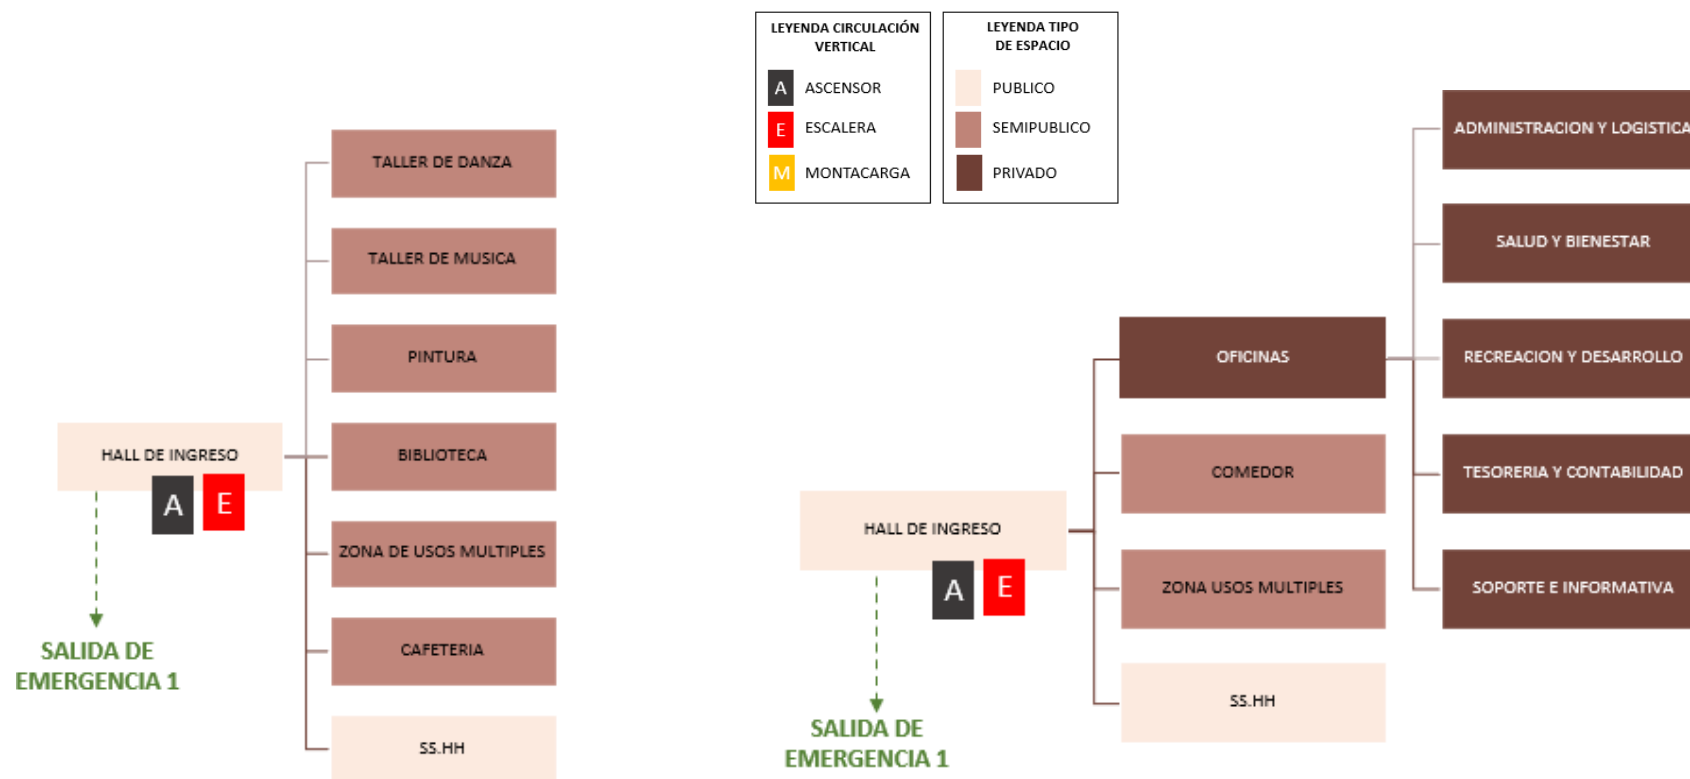 LEYENDA CIRCULACIÓN
VERTICAL
A ASCENSOR
E ESCALERA
M MONTACARGA
LEYENDA TIPO
DE ESPACIO
PUBLICO
SEMIPUBLICO
PRIVADO
TALLER DE DANZA
TALLER DE MUSICA
PINTURA
BIBLIOTECA
ZONA DE USOS MULTIPLES
CAFETERIA
SS.HH
HALL DE INGRESO
A E
SALIDA DE
EMERGENCIA 1
HALL DE INGRESO
A E
SALIDA DE
EMERGENCIA 1
OFICINAS
COMEDOR
ZONA USOS MULTIPLES
SS.HH
ADMINISTRACION Y LOGISTICA
SALUD Y BIENESTAR
RECREACION Y DESARROLLO
TESORERIA Y CONTABILIDAD
SOPORTE E INFORMATIVA